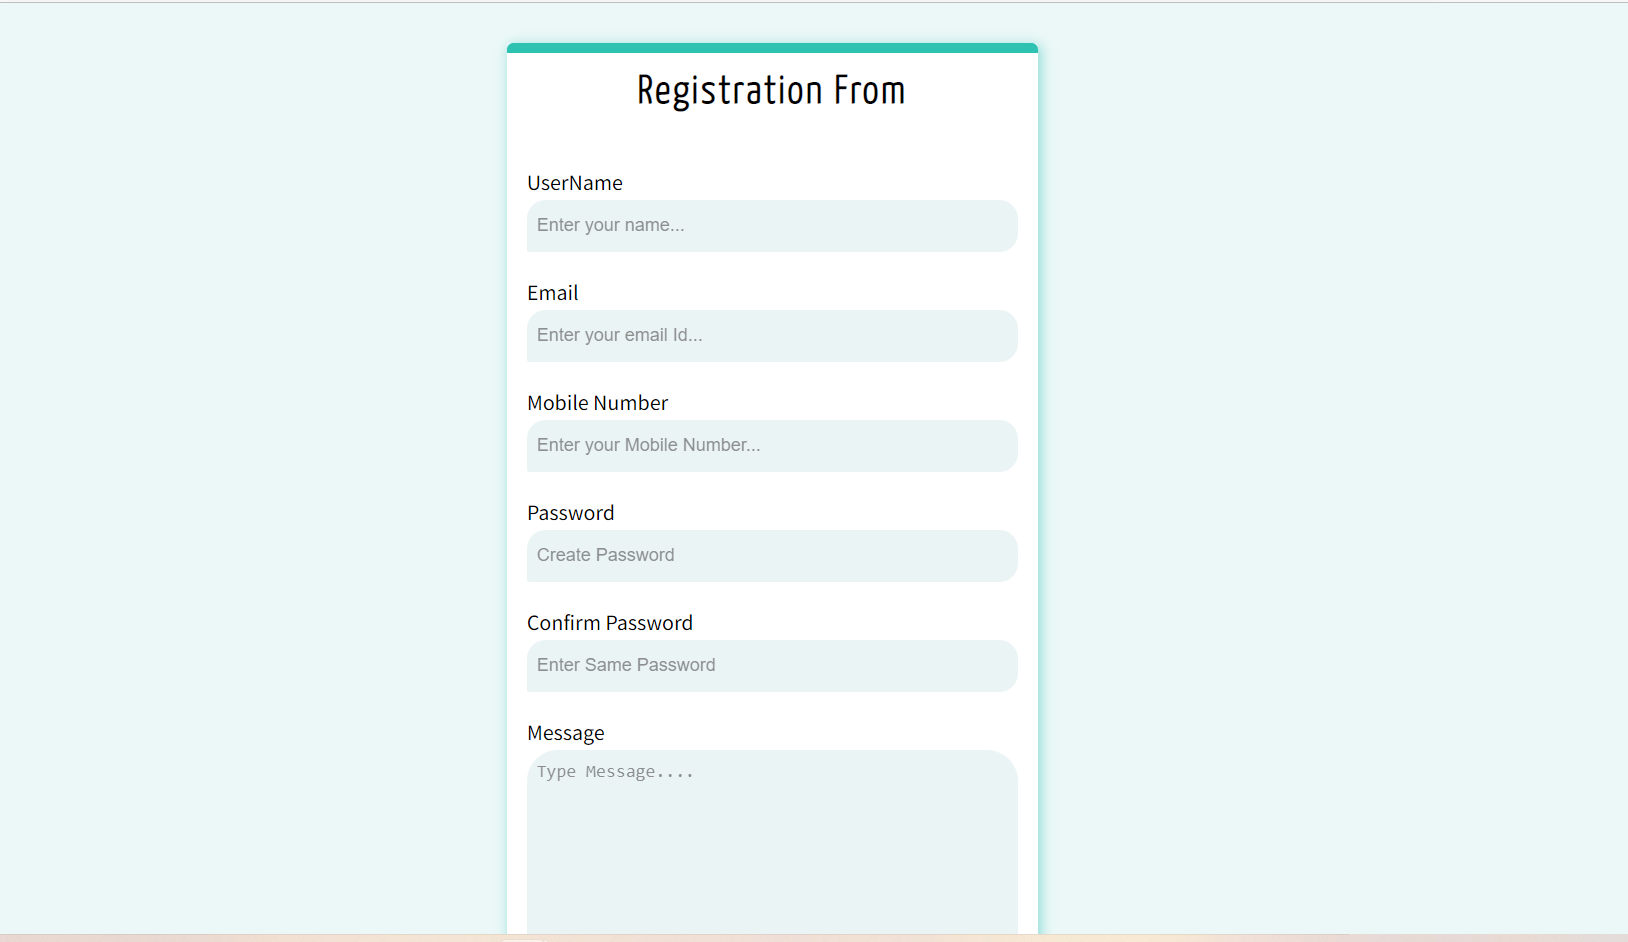 Registration From
UserName
Enter your name...
Email
Enter your email Id...
Mobile Number
Enter your Mobile Number...
Password
Create Password
Confirm Password
Enter Same Password
Message
Type Message....